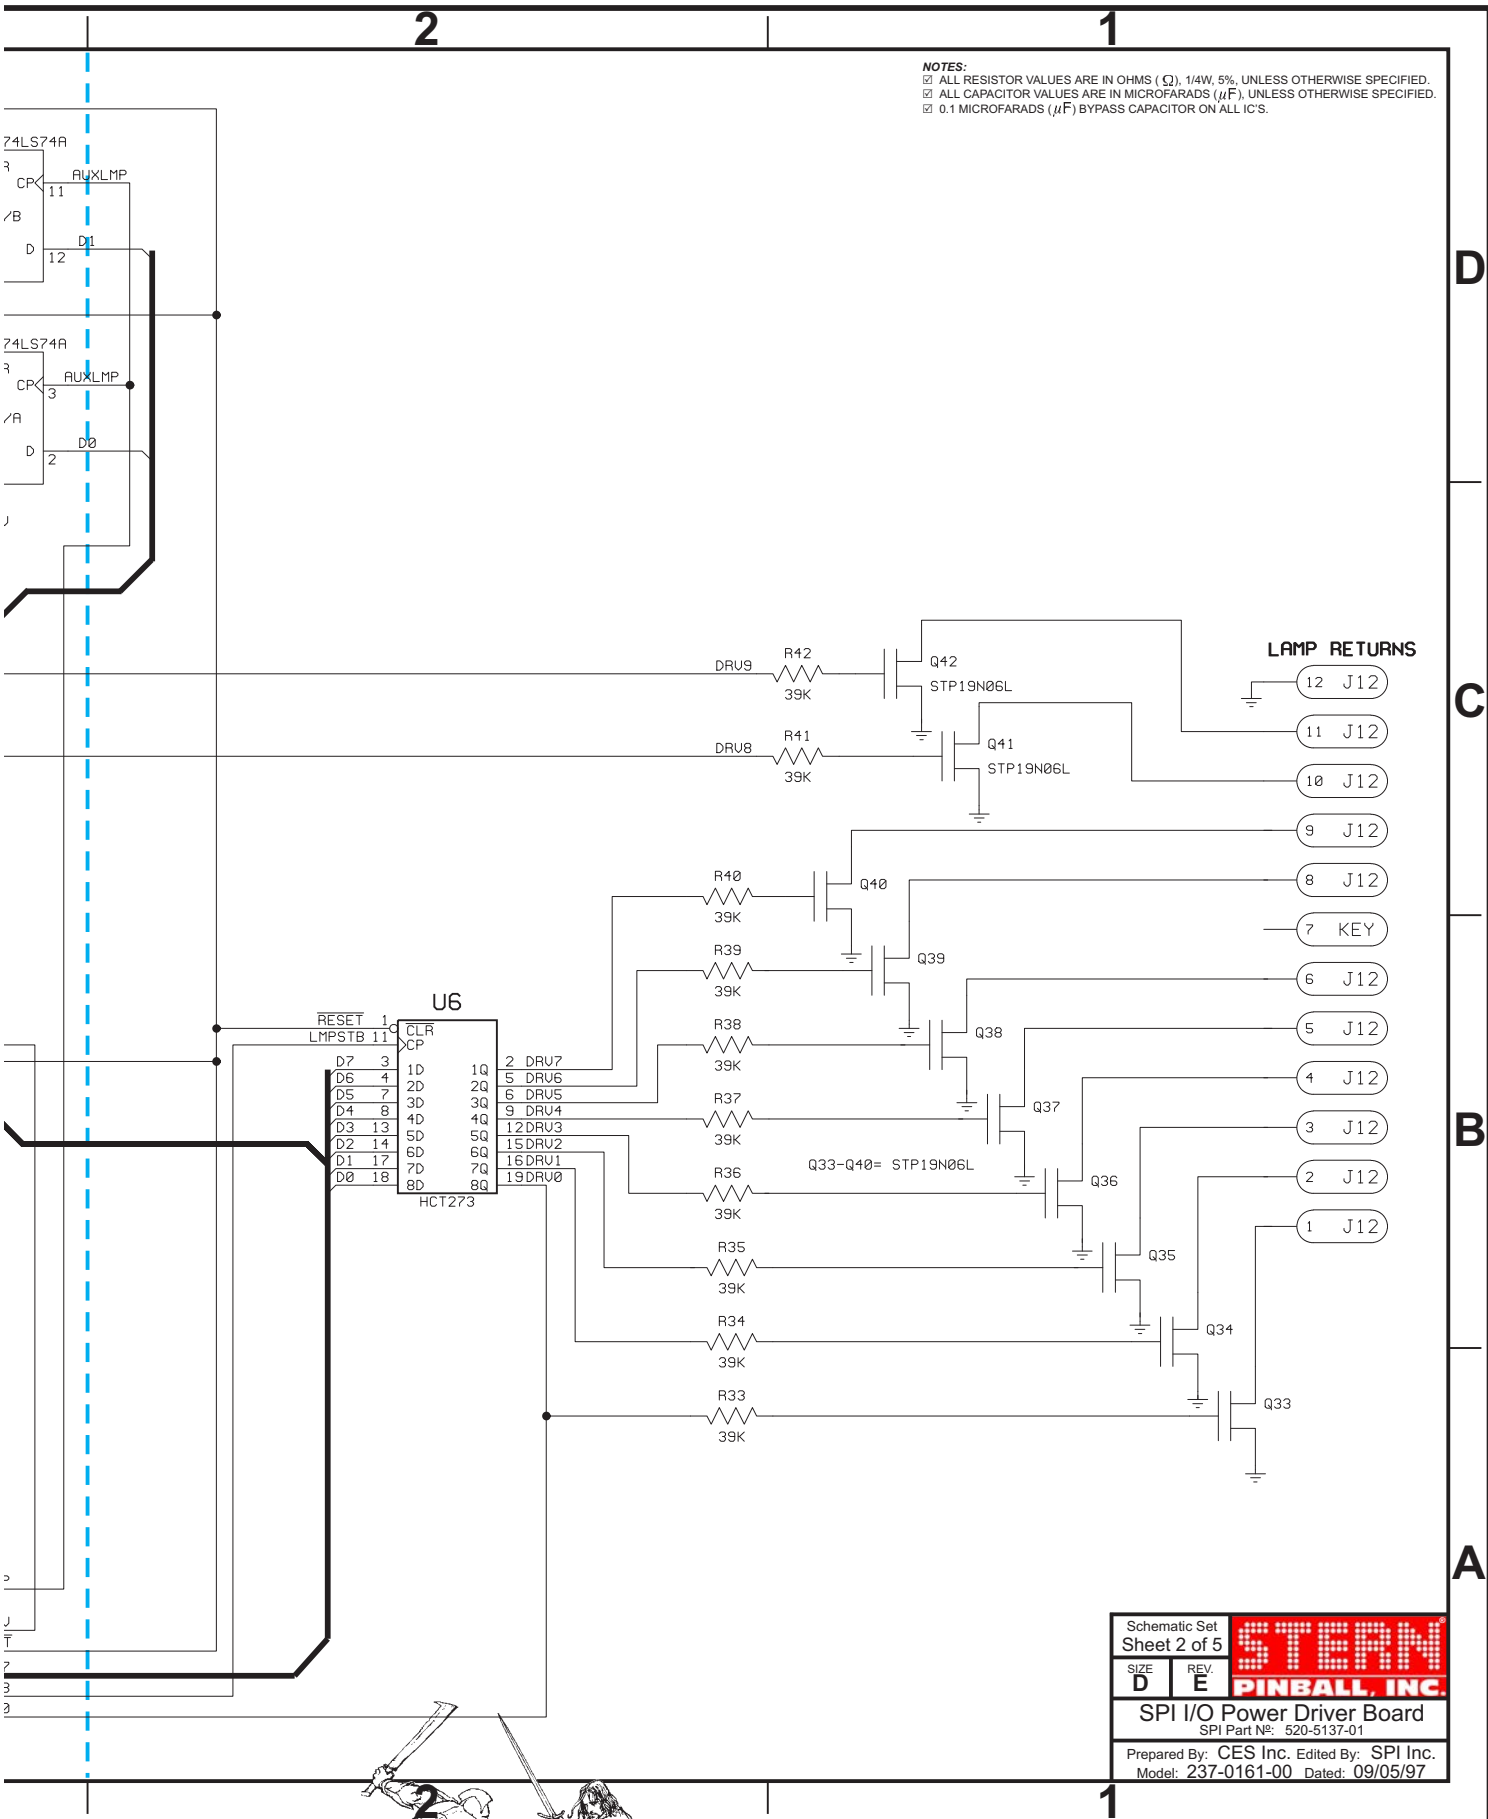 2
1
NOTES:
☑ ALL RESISTOR VALUES ARE IN OHMS ( Ω), 1/4W, 5%, UNLESS OTHERWISE SPECIFIED.
☑ ALL CAPACITOR VALUES ARE IN MICROFARADS (μF), UNLESS OTHERWISE SPECIFIED.
☑ 0.1 MICROFARADS (μF) BYPASS CAPACITOR ON ALL IC'S.
74LS74A
CP
11
AUXLMP
/B
D
12
D1
D
74LS74A
CP
3
AUXLMP
/A
D
2
D0
LAMP RETURNS
DRV9
R42
39K
Q42
STP19N06L
12 J12
C
11 J12
DRV8
R41
39K
Q41
STP19N06L
10 J12
9 J12
R40
39K
Q40
8 J12
7 KEY
R39
39K
Q39
6 J12
U6
RESET 1
CLR
LMPSTB 11
CP
R38
39K
Q38
5 J12
D7 3 1D 1Q 2 DRV7
D6 4 2D 2Q 5 DRV6
D5 7 3D 3Q 6 DRV5
D4 8 4D 4Q 9 DRV4
D3 13 5D 5Q 12 DRV3
D2 14 6D 6Q 15 DRV2
D1 17 7D 7Q 16 DRV1
D0 18 8D 8Q 19 DRV0
HCT273
4 J12
R37
39K
Q37
3 J12
B
Q33-Q40= STP19N06L
R36
39K
Q36
2 J12
1 J12
R35
39K
Q35
R34
39K
Q34
R33
39K
Q33
A
Schematic Set
Sheet 2 of 5
SIZE
D
REV.
E
STERN®
PINBALL, INC.
SPI I/O Power Driver Board
SPI Part Nº: 520-5137-01
Prepared By: CES Inc. Edited By: SPI Inc.
Model: 237-0161-00 Dated: 09/05/97
2
1